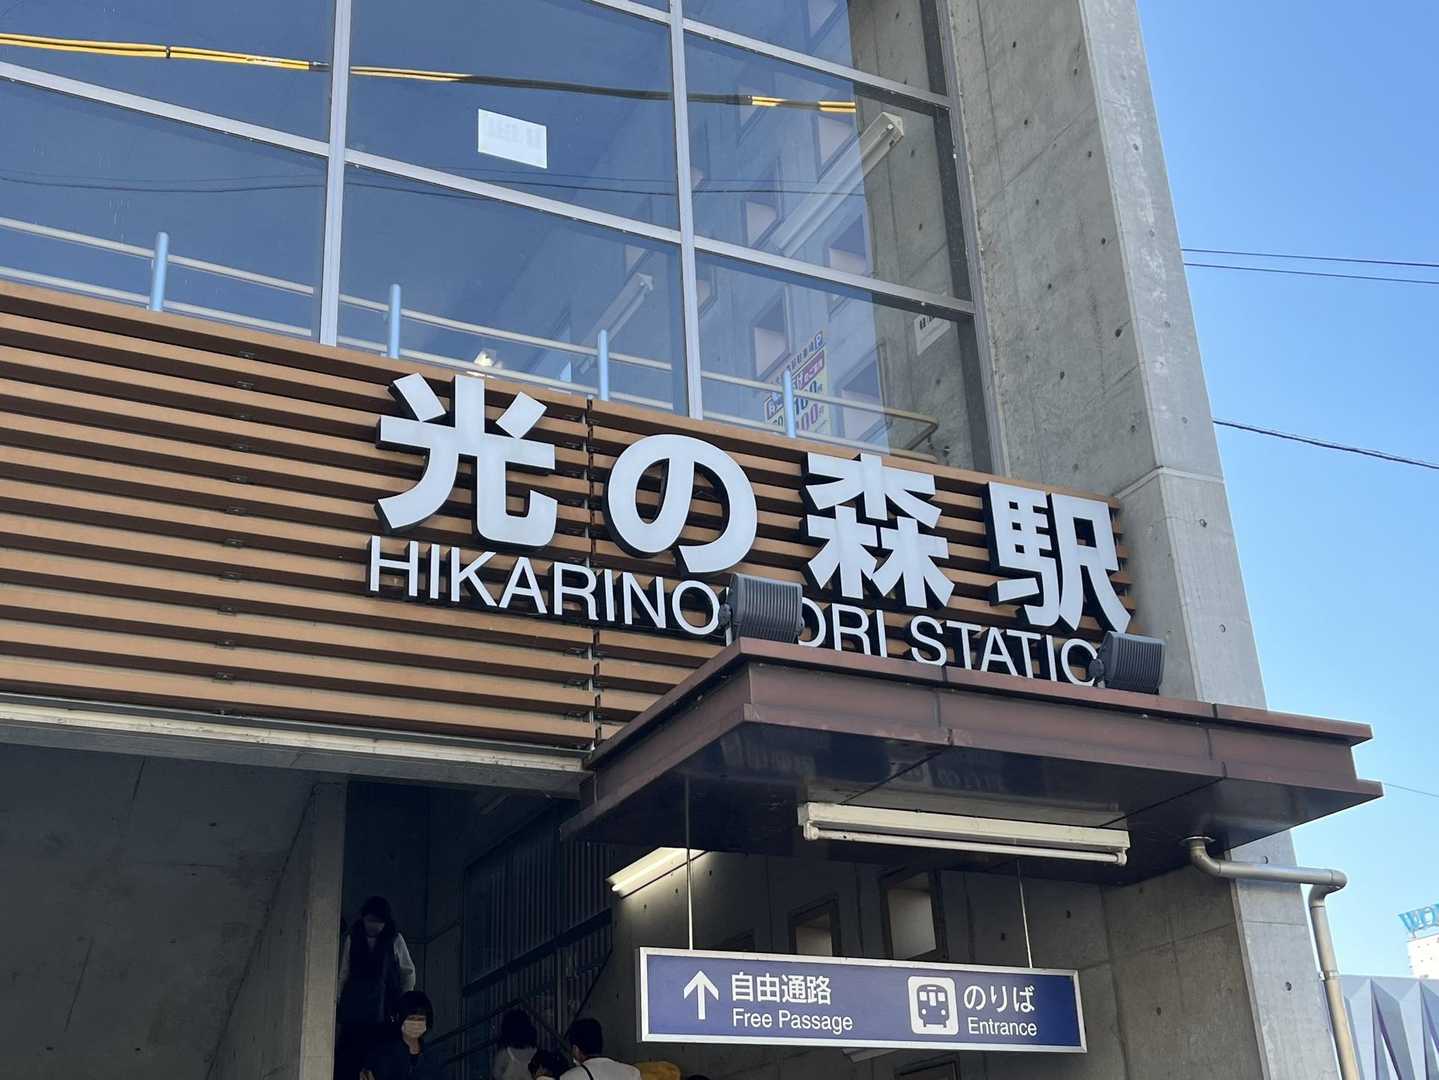 光の森駅
HIKARINO ORI STATIO
自由通路
Free Passage
のりば
Entrance